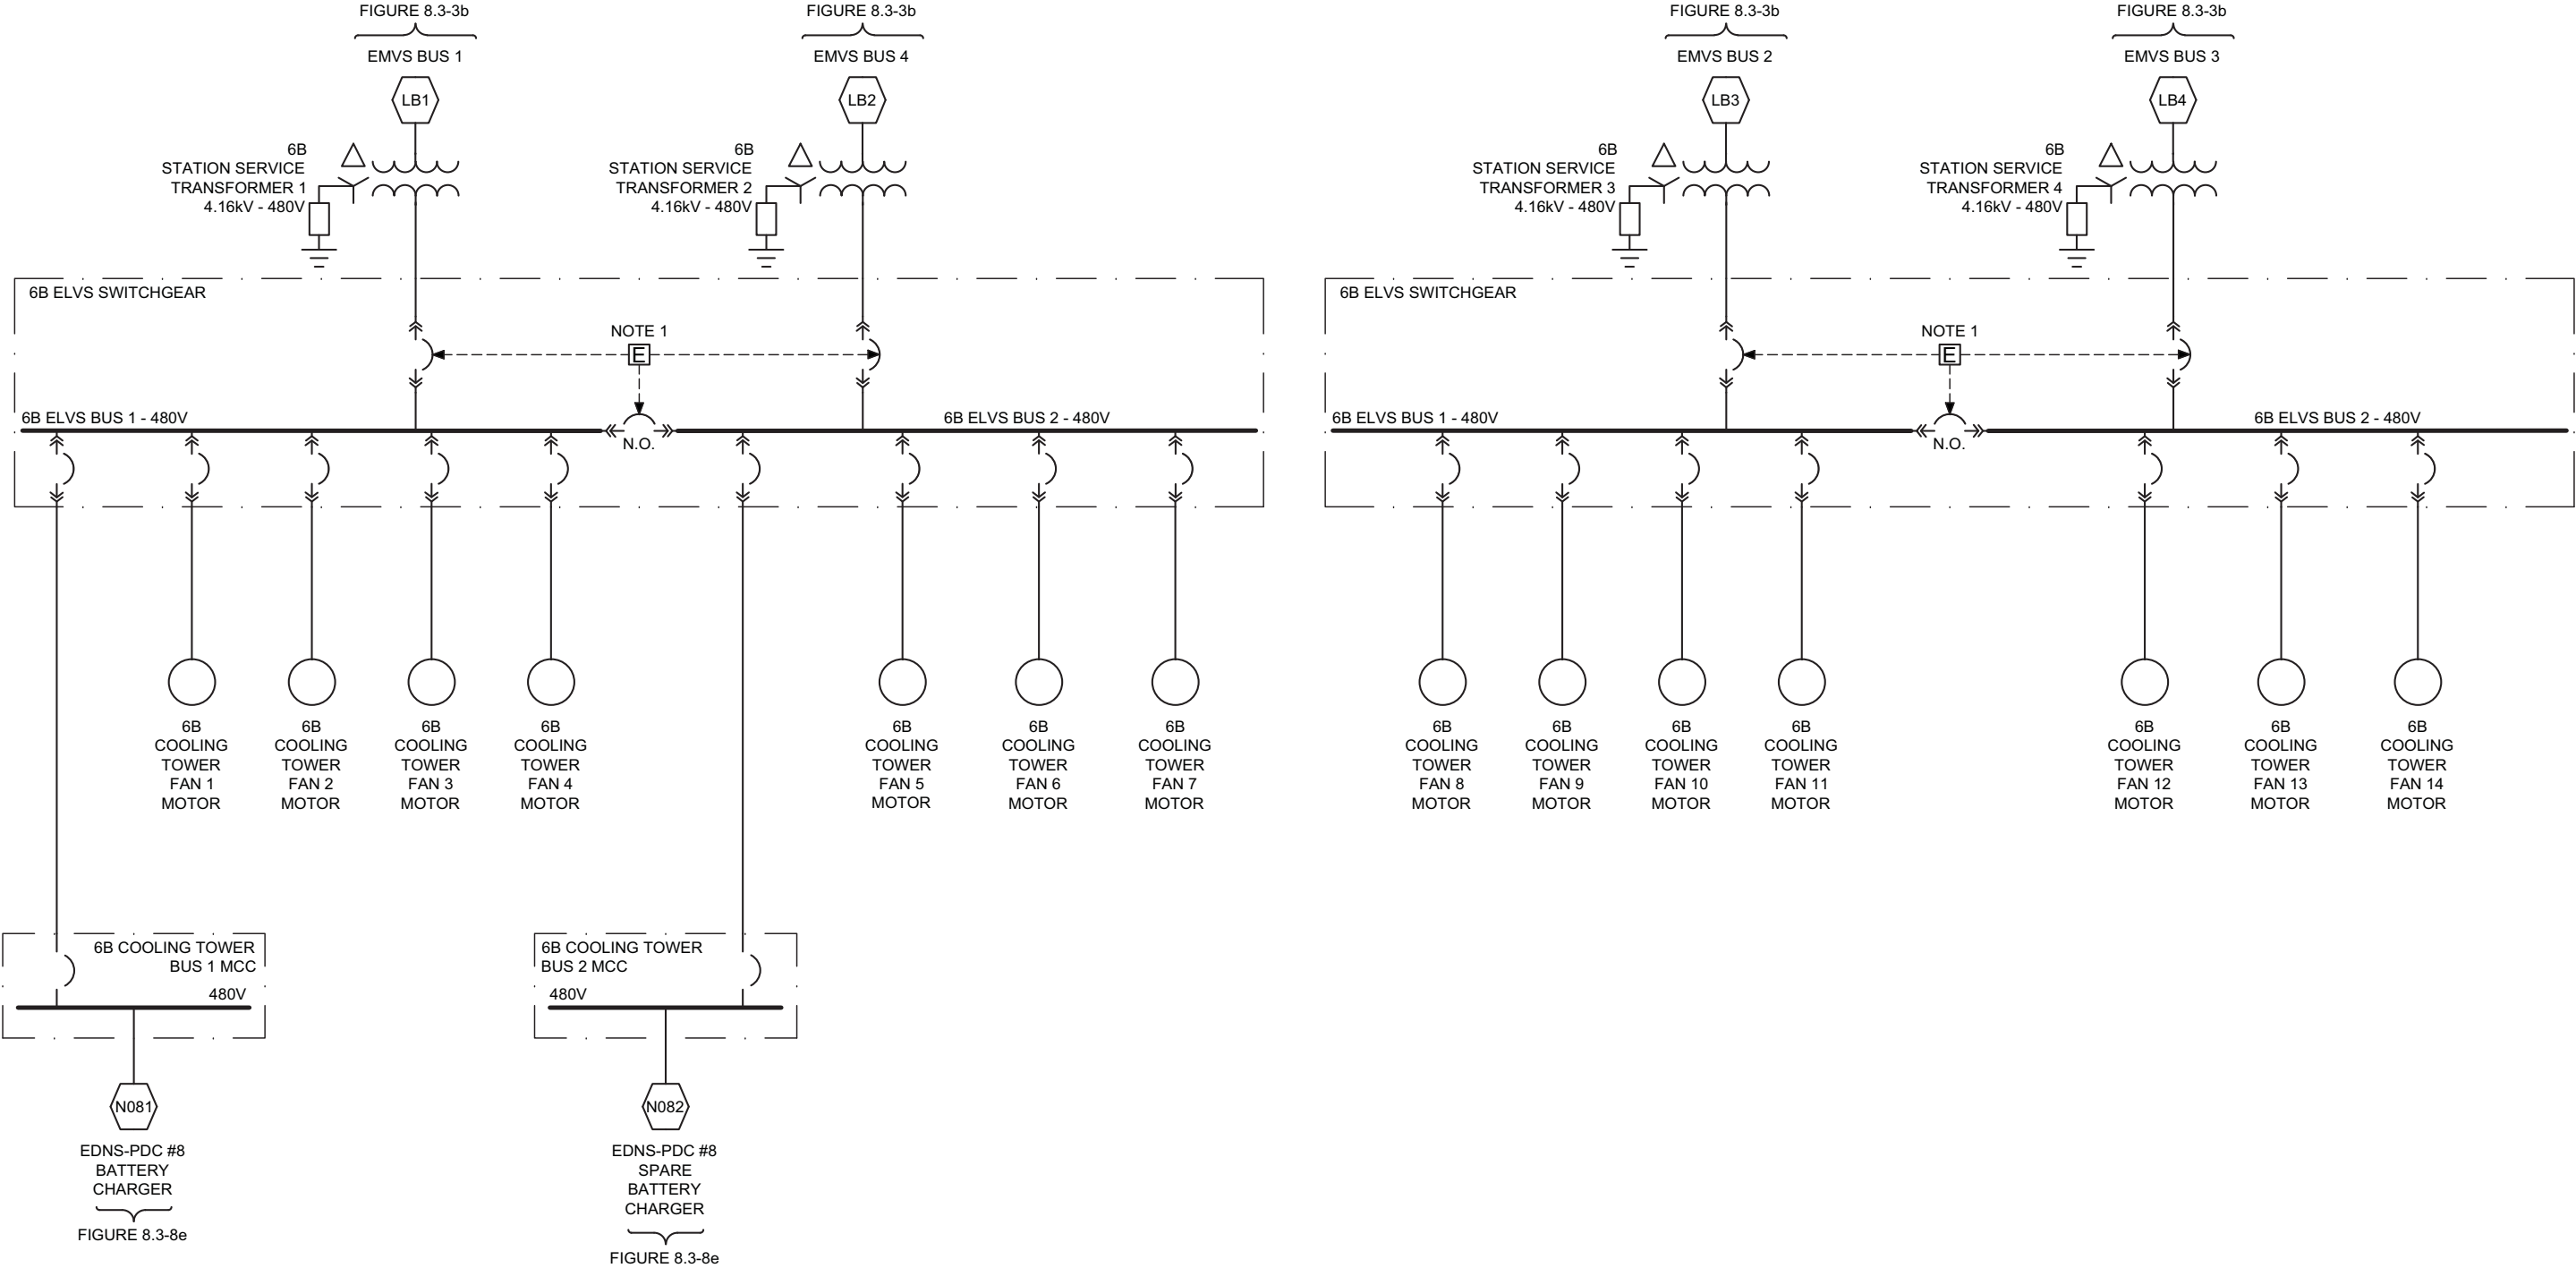 FIGURE 8.3-3b
EMVS BUS 1
LB1
6B
STATION SERVICE
TRANSFORMER 1
4.16kV - 480V
FIGURE 8.3-3b
EMVS BUS 4
LB2
6B
STATION SERVICE
TRANSFORMER 2
4.16kV - 480V
FIGURE 8.3-3b
EMVS BUS 2
LB3
6B
STATION SERVICE
TRANSFORMER 3
4.16kV - 480V
FIGURE 8.3-3b
EMVS BUS 3
LB4
6B
STATION SERVICE
TRANSFORMER 4
4.16kV - 480V
6B ELVS SWITCHGEAR
NOTE 1
E
6B ELVS BUS 1 - 480V
N.O.
6B ELVS BUS 2 - 480V
6B ELVS SWITCHGEAR
NOTE 1
E
6B ELVS BUS 1 - 480V
N.O.
6B ELVS BUS 2 - 480V
6B
COOLING
TOWER
FAN 1
MOTOR
6B
COOLING
TOWER
FAN 2
MOTOR
6B
COOLING
TOWER
FAN 3
MOTOR
6B
COOLING
TOWER
FAN 4
MOTOR
6B
COOLING
TOWER
FAN 5
MOTOR
6B
COOLING
TOWER
FAN 6
MOTOR
6B
COOLING
TOWER
FAN 7
MOTOR
6B
COOLING
TOWER
FAN 8
MOTOR
6B
COOLING
TOWER
FAN 9
MOTOR
6B
COOLING
TOWER
FAN 10
MOTOR
6B
COOLING
TOWER
FAN 11
MOTOR
6B
COOLING
TOWER
FAN 12
MOTOR
6B
COOLING
TOWER
FAN 13
MOTOR
6B
COOLING
TOWER
FAN 14
MOTOR
6B COOLING TOWER
BUS 1 MCC
480V
N081
EDNS-PDC #8
BATTERY
CHARGER
FIGURE 8.3-8e
6B COOLING TOWER
BUS 2 MCC
480V
N082
EDNS-PDC #8
SPARE
BATTERY
CHARGER
FIGURE 8.3-8e